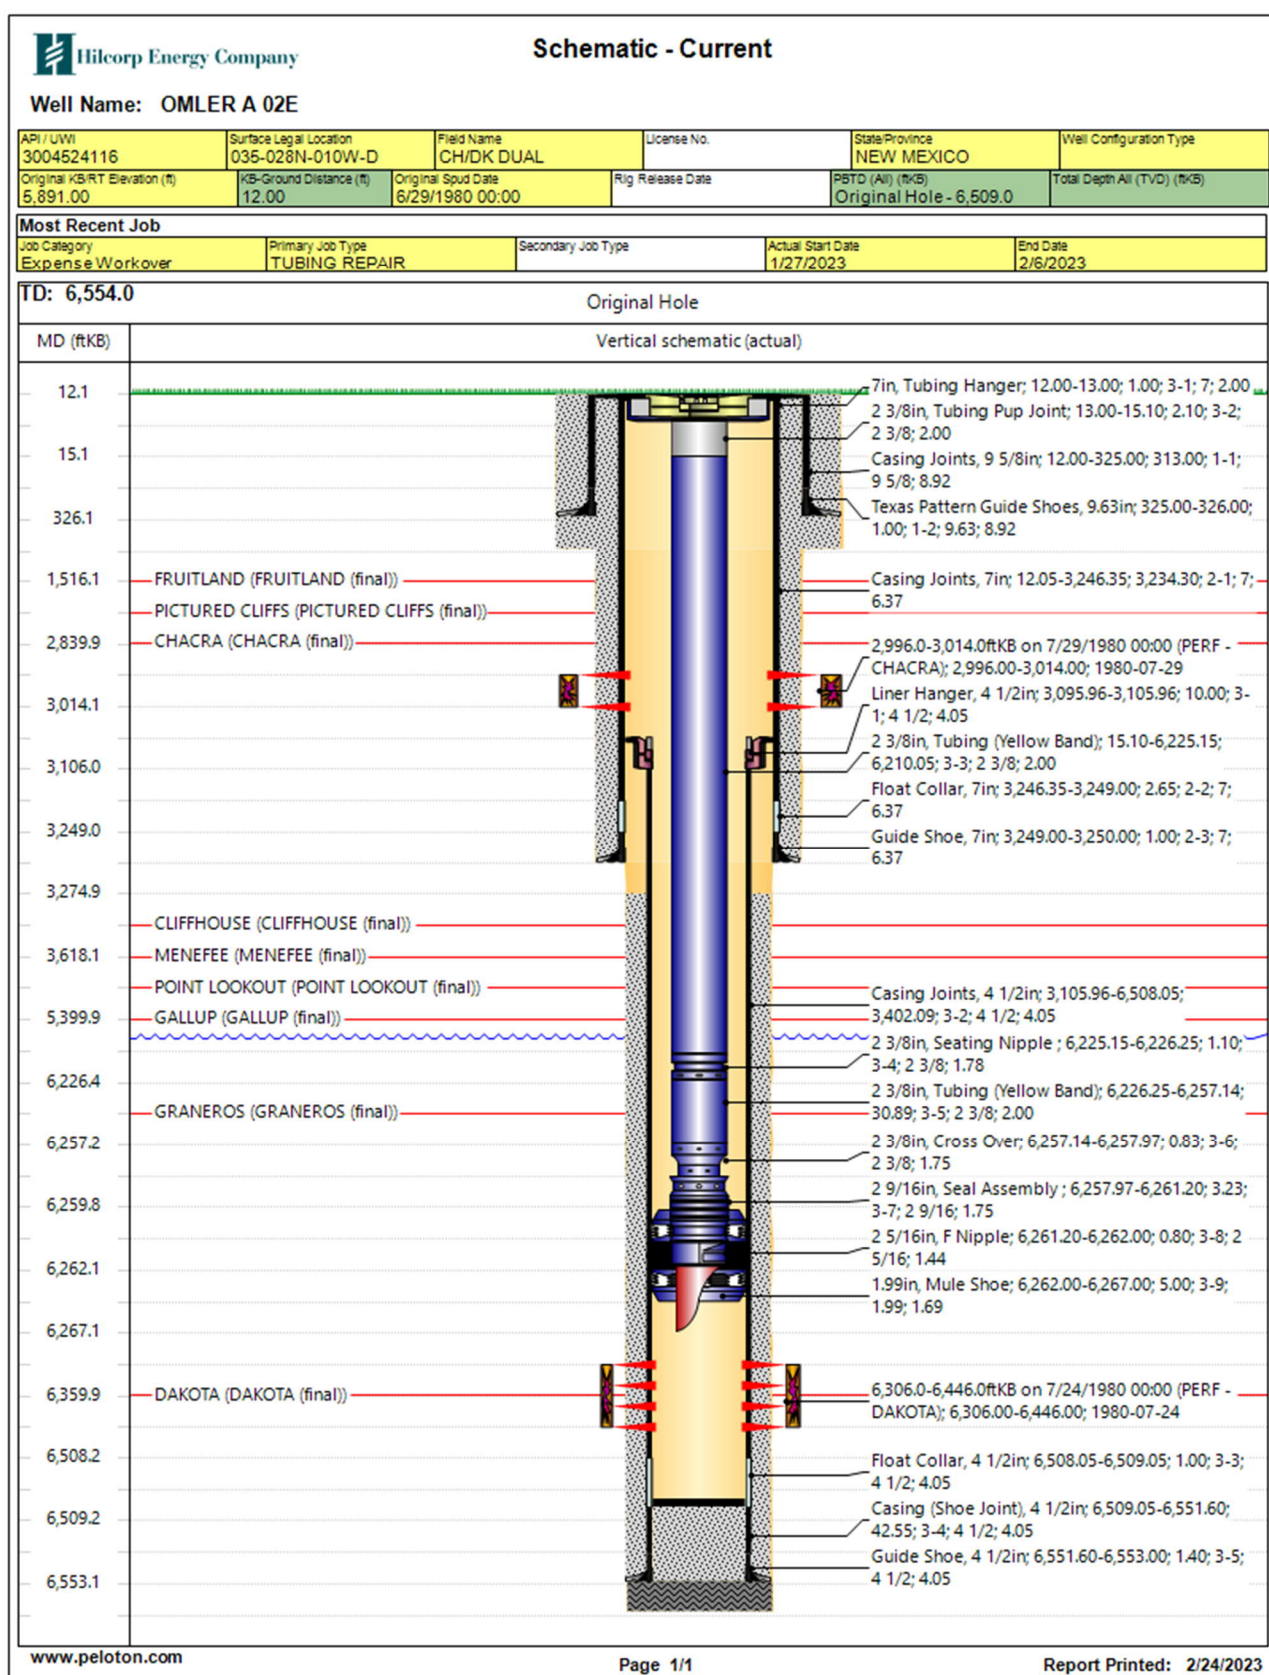 Hilcorp Energy Company
Schematic - Current
Well Name: OMLER A 02E
API / UWI
3004524116
Surface Legal Location
035-028N-010W-D
Field Name
CH/DK DUAL
License No.
State/Province
NEW MEXICO
Well Configuration Type
Original KB/RT Elevation (ft)
5,891.00
KB-Ground Distance (ft)
12.00
Original Spud Date
6/29/1980 00:00
Rig Release Date
PBTD (All) (ftKB)
Original Hole - 6,509.0
Total Depth All (TVD) (ftKB)
Most Recent Job
Job Category
Expense Workover
Primary Job Type
TUBING REPAIR
Secondary Job Type
Actual Start Date
1/27/2023
End Date
2/6/2023
TD: 6,554.0
Original Hole
MD (ftKB)
Vertical schematic (actual)
12.1
15.1
326.1
1,516.1
2,839.9
3,014.1
3,106.0
3,249.0
3,274.9
3,618.1
5,399.9
6,226.4
6,257.2
6,259.8
6,262.1
6,267.1
6,359.9
6,508.2
6,509.2
6,553.1
FRUITLAND (FRUITLAND (final))
PICTURED CLIFFS (PICTURED CLIFFS (final))
CHACRA (CHACRA (final))
CLIFFHOUSE (CLIFFHOUSE (final))
MENEFEE (MENEFEE (final))
POINT LOOKOUT (POINT LOOKOUT (final))
GALLUP (GALLUP (final))
GRANEROS (GRANEROS (final))
DAKOTA (DAKOTA (final))
7in, Tubing Hanger; 12.00-13.00; 1.00; 3-1; 7; 2.00
2 3/8in, Tubing Pup Joint; 13.00-15.10; 2.10; 3-2;
2 3/8; 2.00
Casing Joints, 9 5/8in; 12.00-325.00; 313.00; 1-1;
9 5/8; 8.92
Texas Pattern Guide Shoes, 9.63in; 325.00-326.00;
1.00; 1-2; 9.63; 8.92
Casing Joints, 7in; 12.05-3,246.35; 3,234.30; 2-1; 7;
6.37
2,996.0-3,014.0ftKB on 7/29/1980 00:00 (PERF -
CHACRA); 2,996.00-3,014.00; 1980-07-29
Liner Hanger, 4 1/2in; 3,095.96-3,105.96; 10.00; 3-
1; 4 1/2; 4.05
2 3/8in, Tubing (Yellow Band); 15.10-6,225.15;
6,210.05; 3-3; 2 3/8; 2.00
Float Collar, 7in; 3,246.35-3,249.00; 2.65; 2-2; 7;
6.37
Guide Shoe, 7in; 3,249.00-3,250.00; 1.00; 2-3; 7;
6.37
Casing Joints, 4 1/2in; 3,105.96-6,508.05;
3,402.09; 3-2; 4 1/2; 4.05
2 3/8in, Seating Nipple ; 6,225.15-6,226.25; 1.10;
3-4; 2 3/8; 1.78
2 3/8in, Tubing (Yellow Band); 6,226.25-6,257.14;
30.89; 3-5; 2 3/8; 2.00
2 3/8in, Cross Over; 6,257.14-6,257.97; 0.83; 3-6;
2 3/8; 1.75
2 9/16in, Seal Assembly ; 6,257.97-6,261.20; 3.23;
3-7; 2 9/16; 1.75
2 5/16in, F Nipple; 6,261.20-6,262.00; 0.80; 3-8; 2
5/16; 1.44
1.99in, Mule Shoe; 6,262.00-6,267.00; 5.00; 3-9;
1.99; 1.69
6,306.0-6,446.0ftKB on 7/24/1980 00:00 (PERF -
DAKOTA); 6,306.00-6,446.00; 1980-07-24
Float Collar, 4 1/2in; 6,508.05-6,509.05; 1.00; 3-3;
4 1/2; 4.05
Casing (Shoe Joint), 4 1/2in; 6,509.05-6,551.60;
42.55; 3-4; 4 1/2; 4.05
Guide Shoe, 4 1/2in; 6,551.60-6,553.00; 1.40; 3-5;
4 1/2; 4.05
www.peloton.com
Page 1/1
Report Printed: 2/24/2023